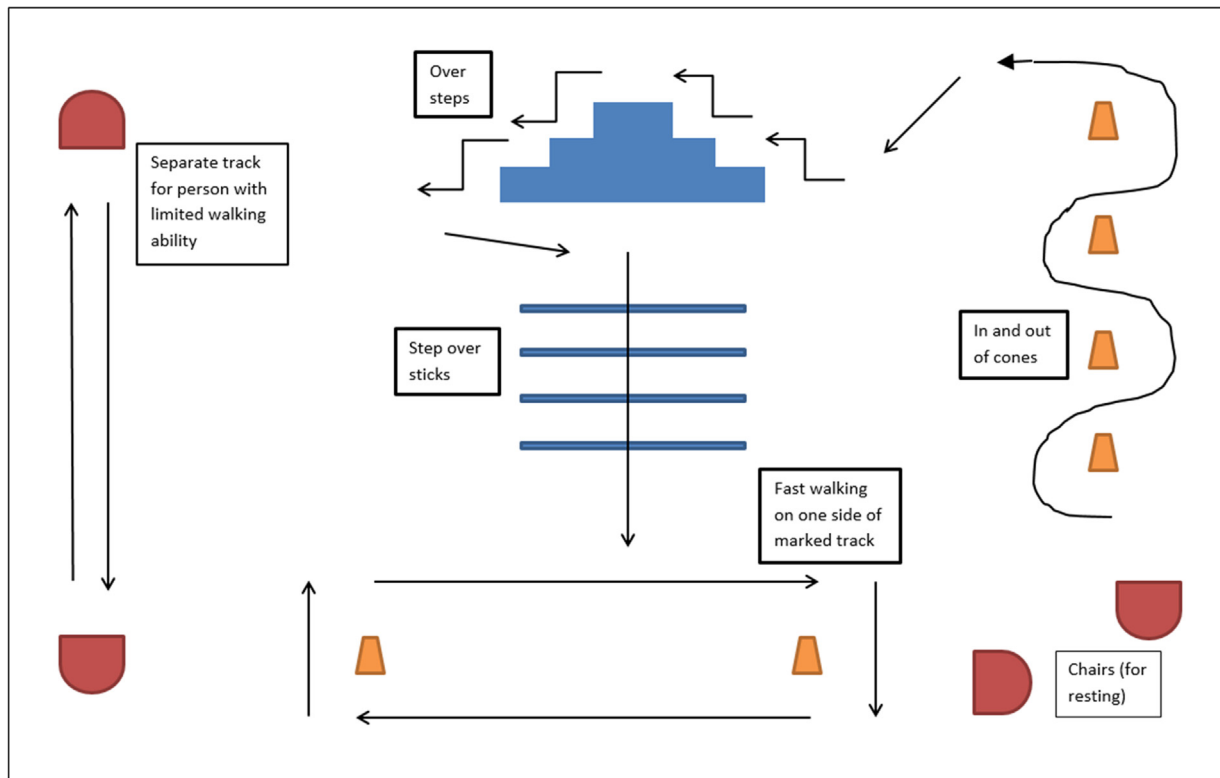 Over
steps
Separate track
for person with
limited walking
ability
Step over
sticks
In and out
of cones
Fast walking
on one side of
marked track
Chairs (for
resting)